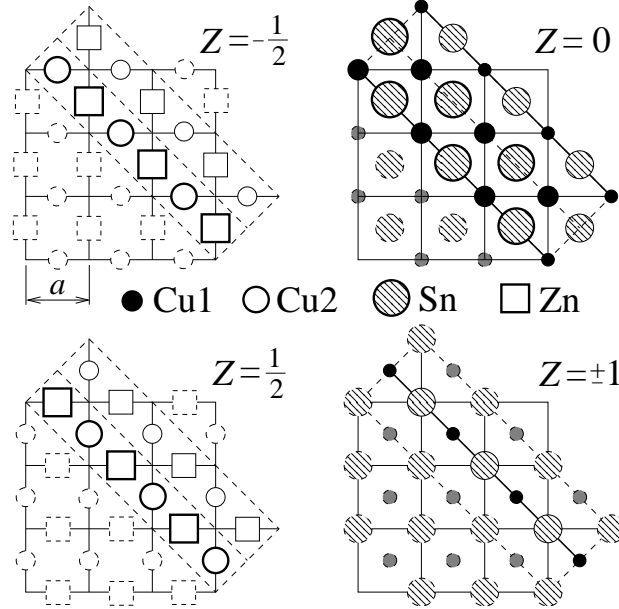 Z = -1/2
Z = 0
a
Cu1 Cu2 Sn Zn
Z = 1/2
Z = ±1